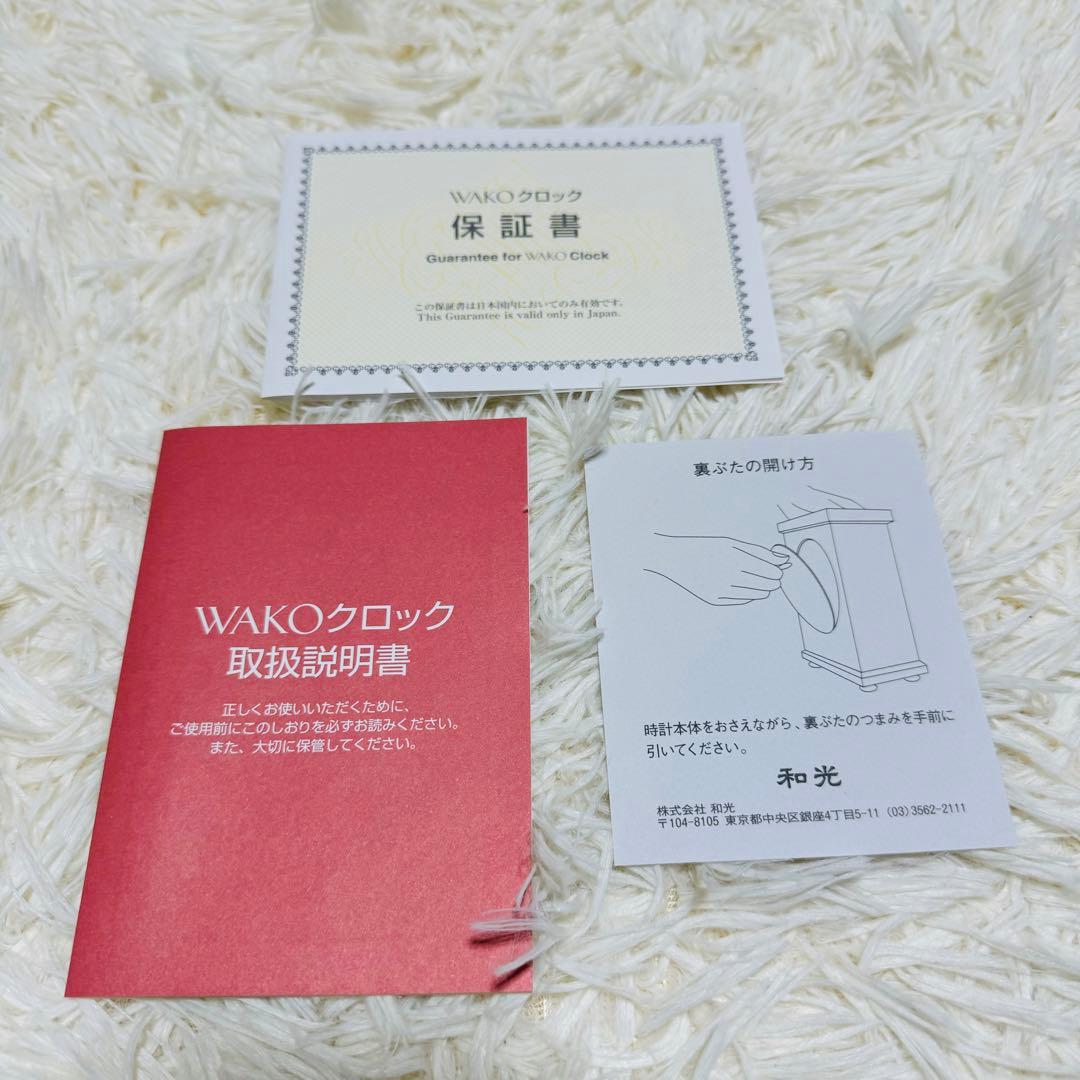 WAKOクロック
保証書
Guarantee for WAKO Clock
この保証書は日本国内においてのみ有効です。
This Guarantee is valid only in Japan.
WAKOクロック
取扱説明書
正しくお使いいただくために、
ご使用前にこのしおりを必ずお読みください。
また、大切に保管してください。
裏ぶたの開け方
時計本体をおさえながら、裏ぶたのつまみを手前に
引いてください。
和光
株式会社 和光
〒104-8105 東京都中央区銀座4丁目5-11 (03)3562-2111